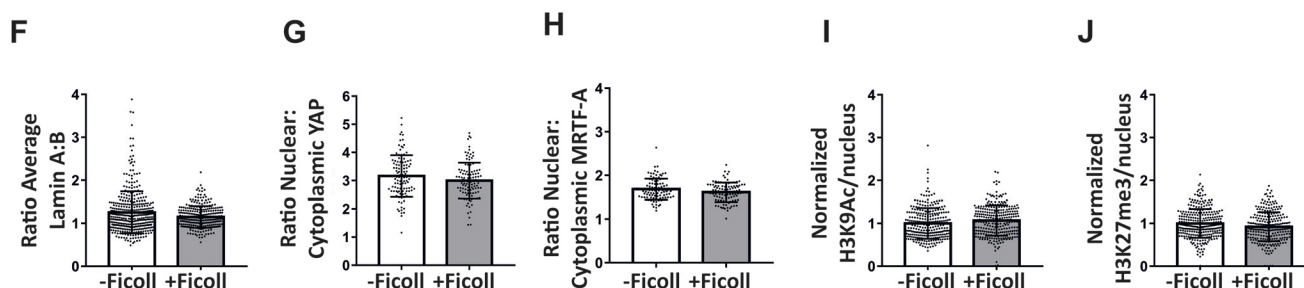 F
Ratio Average
Lamin A:B
4
3
2
1
0
-Ficoll +Ficoll
G
Ratio Nuclear:
Cytoplasmic YAP
6
5
4
3
2
1
0
-Ficoll +Ficoll
H
Ratio Nuclear:
Cytoplasmic MRTF-A
4
3
2
1
0
-Ficoll +Ficoll
I
Normalized
H3K9Ac/nucleus
4
3
2
1
0
-Ficoll +Ficoll
J
Normalized
H3K27me3/nucleus
4
3
2
1
0
-Ficoll +Ficoll